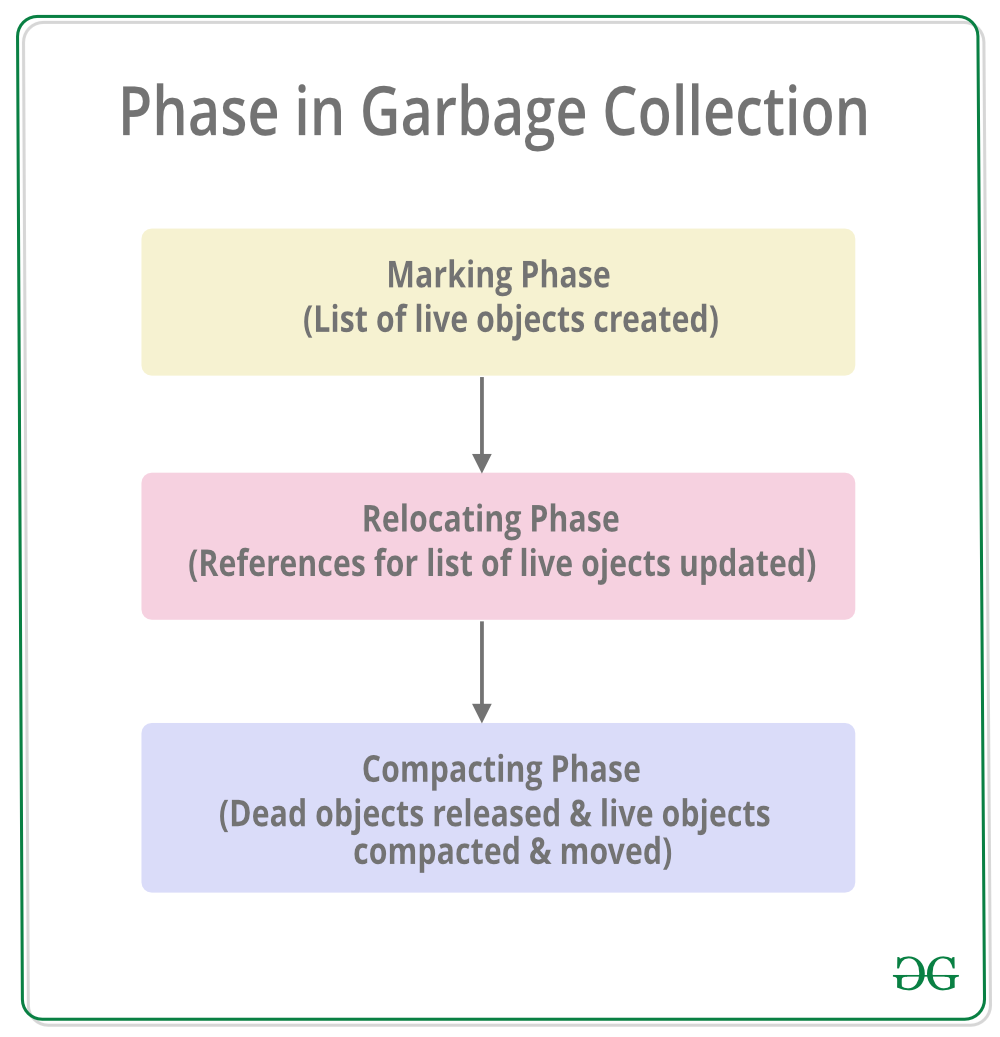 Phase in Garbage Collection
Marking Phase
(List of live objects created)
Relocating Phase
(References for list of live ojects updated)
Compacting Phase
(Dead objects released & live objects
compacted & moved)